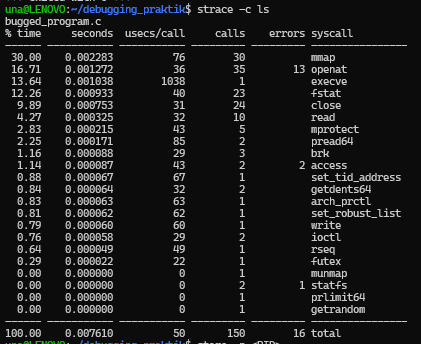 una@LENOVO:~/debugging_praktik$ strace -c ls
bugged_program.c
% time     seconds  usecs/call     calls    errors syscall
------ ----------- ----------- --------- --------- ----------------
 30.00    0.002283          76        30           mmap
 16.71    0.001272          36        35        13 openat
 13.64    0.001038        1038         1           execve
 12.26    0.000933          40        23           fstat
  9.89    0.000753          31        24           close
  4.27    0.000325          32        10           read
  2.83    0.000215          43         5           mprotect
  2.25    0.000171          85         2           pread64
  1.16    0.000088          29         3           brk
  1.14    0.000087          43         2         2 access
  0.88    0.000067          67         1           set_tid_address
  0.84    0.000064          32         2           getdents64
  0.83    0.000063          63         1           arch_prctl
  0.81    0.000062          62         1           set_robust_list
  0.79    0.000060          60         1           write
  0.76    0.000058          29         2           ioctl
  0.64    0.000049          49         1           rseq
  0.29    0.000022          22         1           futex
  0.00    0.000000           0         1           munmap
  0.00    0.000000           0         2         1 statfs
  0.00    0.000000           0         1           prlimit64
  0.00    0.000000           0         1           getrandom
------ ----------- ----------- --------- --------- ----------------
100.00    0.007610          50       150        16 total